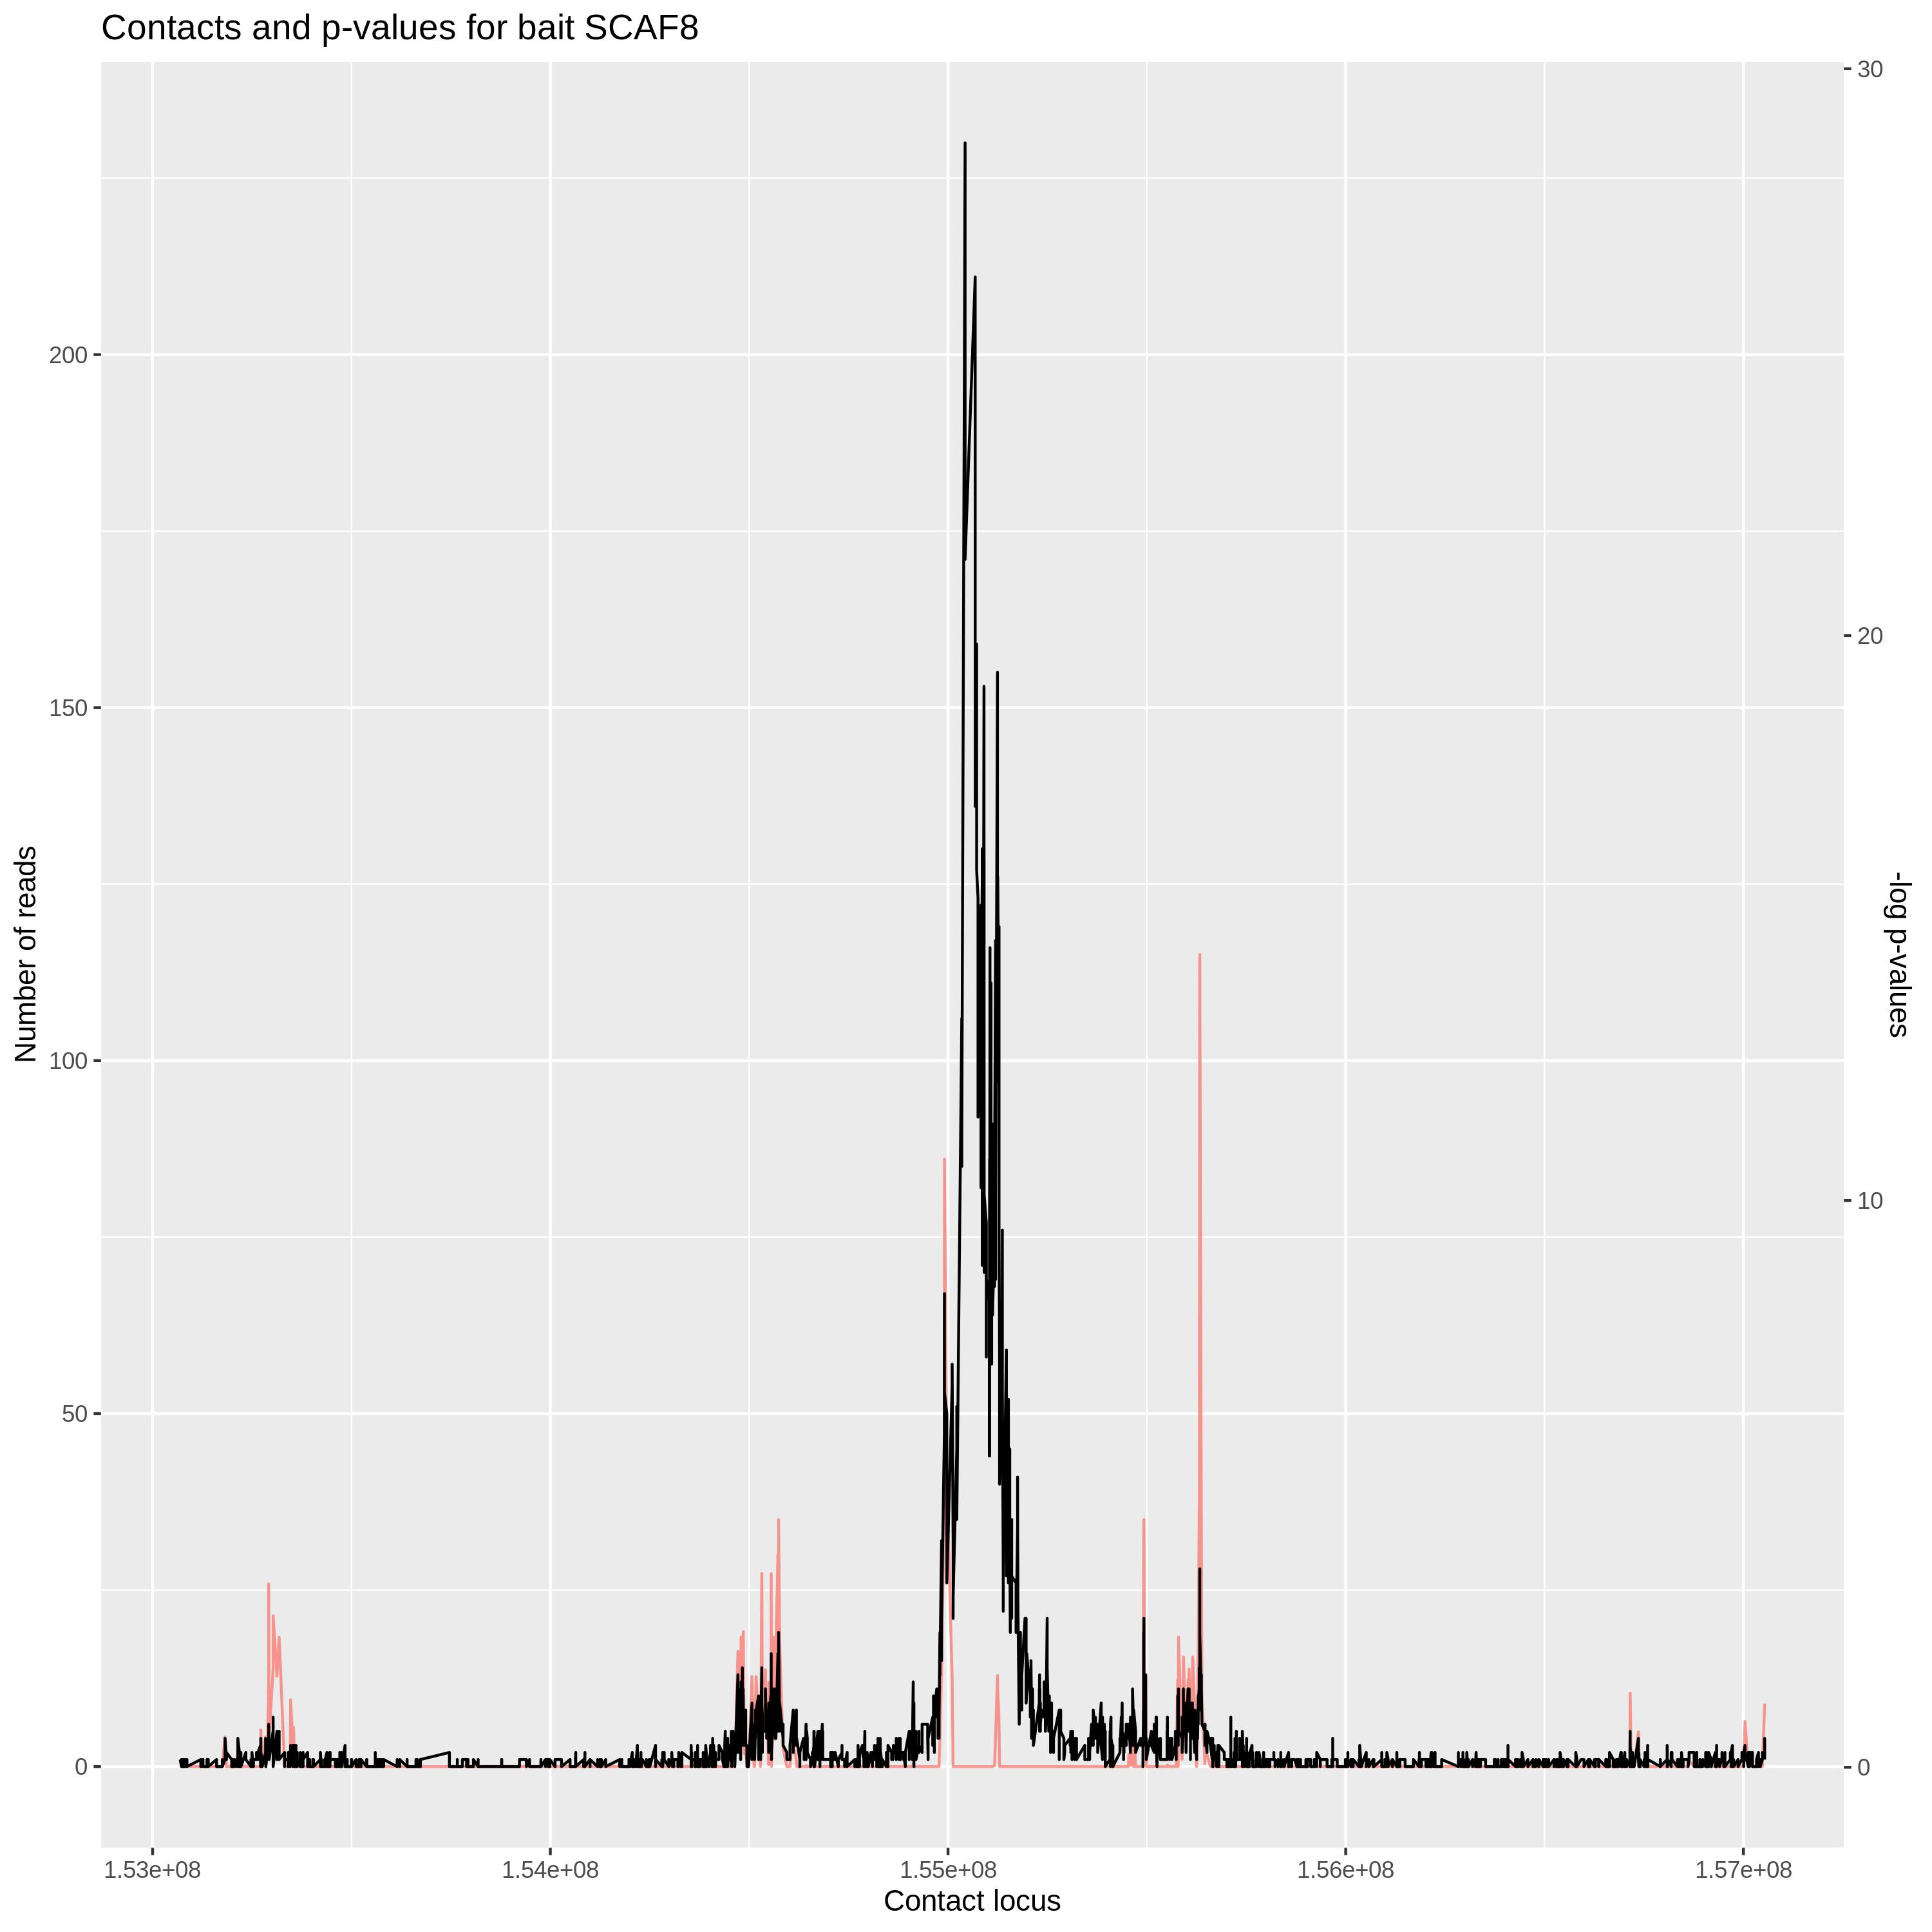 Contacts and p-values for bait SCAF8
Number of reads
200
150
100
50
0
30
20
10
0
-log p-values
1.53e+08
1.54e+08
1.55e+08
1.56e+08
1.57e+08
Contact locus